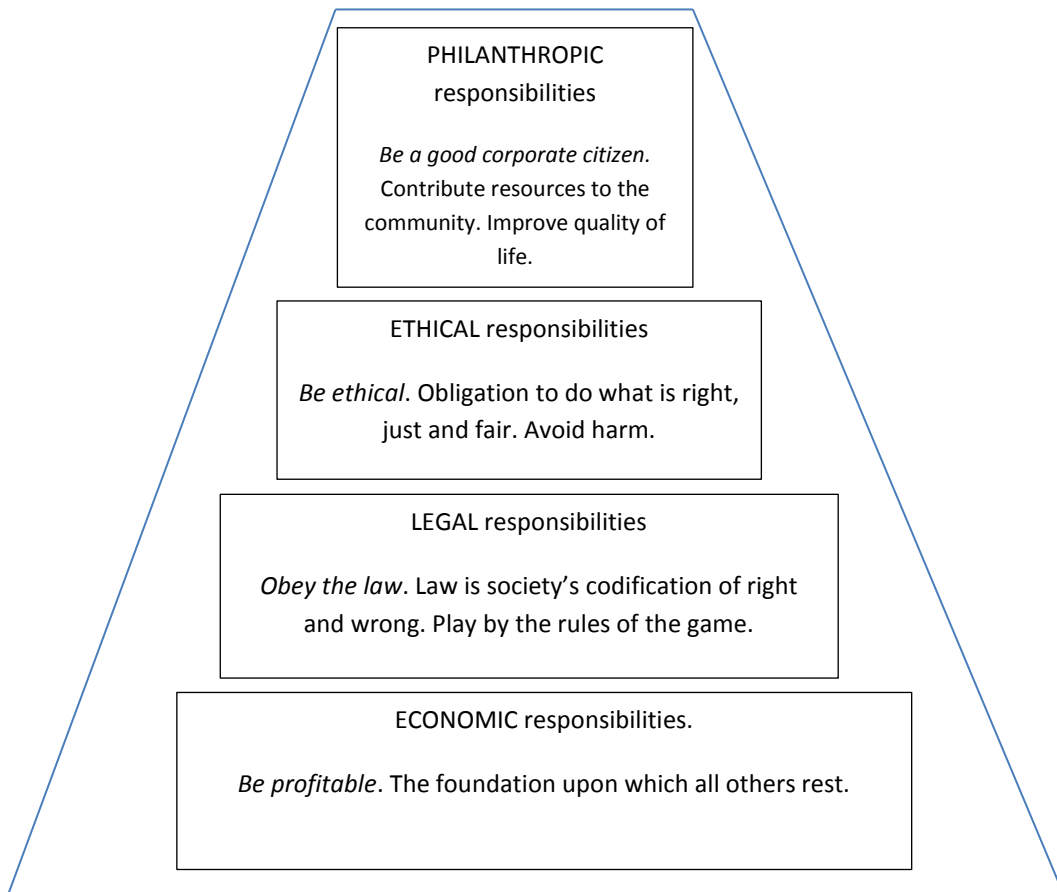 PHILANTHROPIC
responsibilities
Be a good corporate citizen.
Contribute resources to the
community. Improve quality of
life.
ETHICAL responsibilities
Be ethical. Obligation to do what is right,
just and fair. Avoid harm.
LEGAL responsibilities
Obey the law. Law is society’s codification of right
and wrong. Play by the rules of the game.
ECONOMIC responsibilities.
Be profitable. The foundation upon which all others rest.